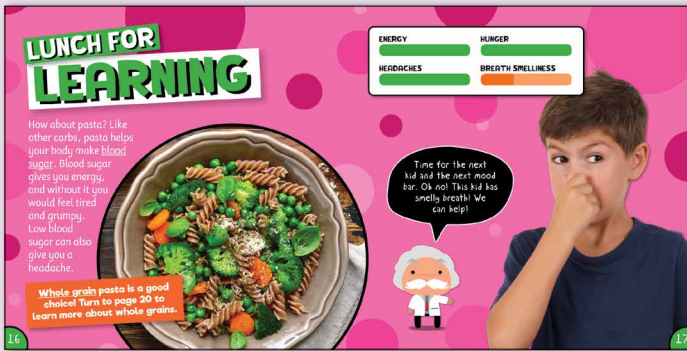 LUNCH FOR
LEARNING
How about pasta? Like
other carbs, pasta helps
your body make blood
sugar. Blood sugar
gives you energy,
and without it you
would feel tired
and grumpy.
Low blood
sugar can also
give you a
headache.
Whole grain pasta is a good
choice! Turn to page 20 to
learn more about whole grains.
16
ENERGY
HUNGER
HEADACHES
BREATH SMELLINESS
Time for the next
kid and the next mood
bar. Oh no! This kid has
smelly breath! We
can help!
17